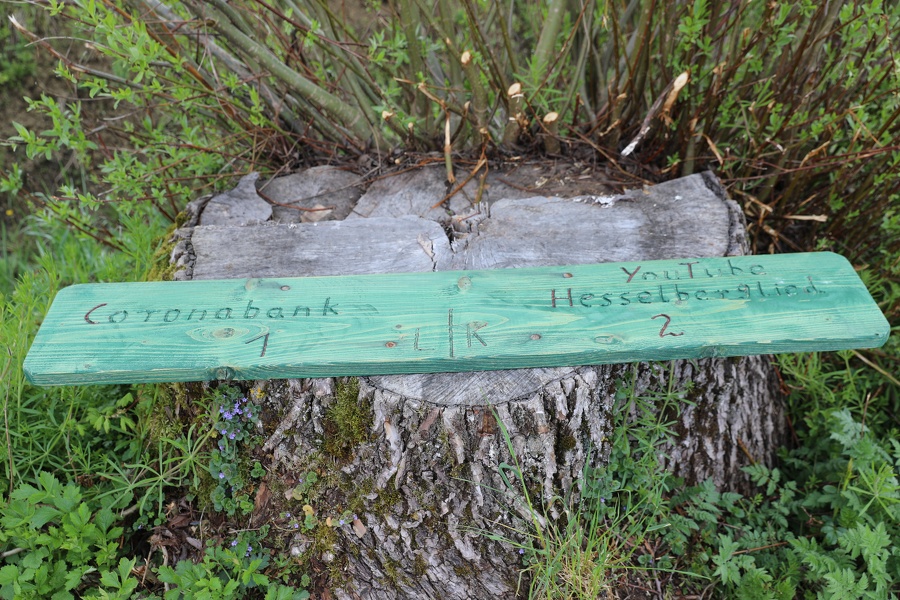 Coronabank
1
L|R
YouTube
Hesselberglied
2